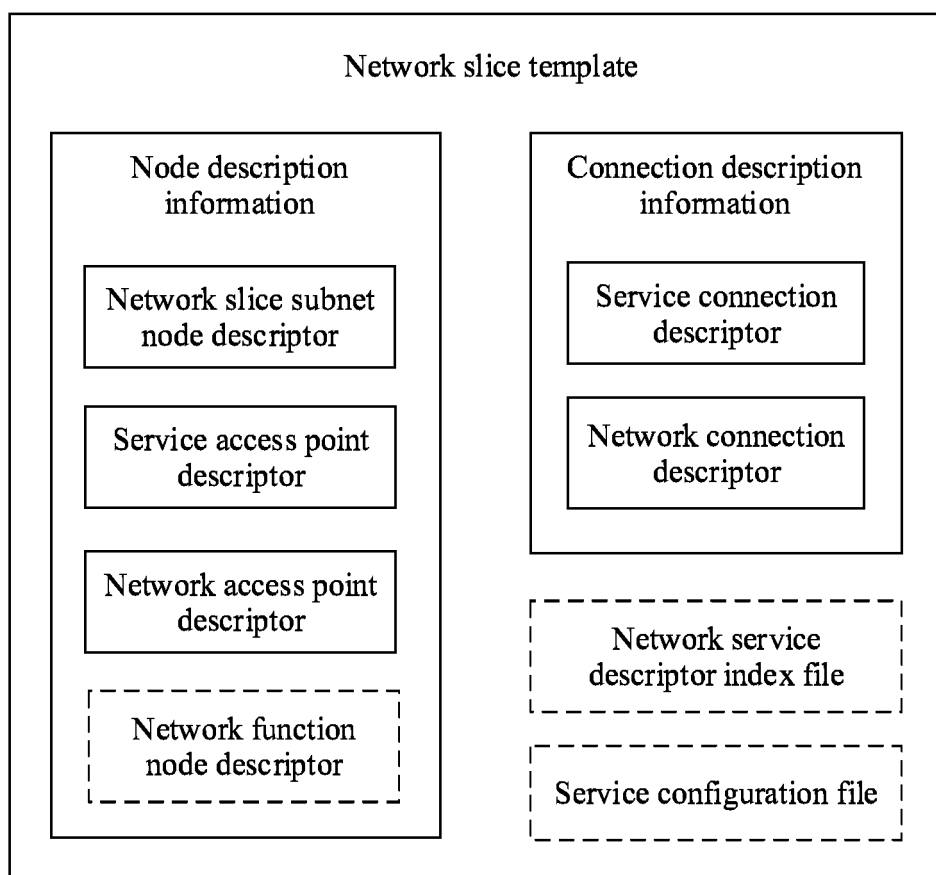 Network slice template
Node description
information
Network slice subnet
node descriptor
Service access point
descriptor
Network access point
descriptor
Network function
node descriptor
Connection description
information
Service connection
descriptor
Network connection
descriptor
Network service
descriptor index file
Service configuration file